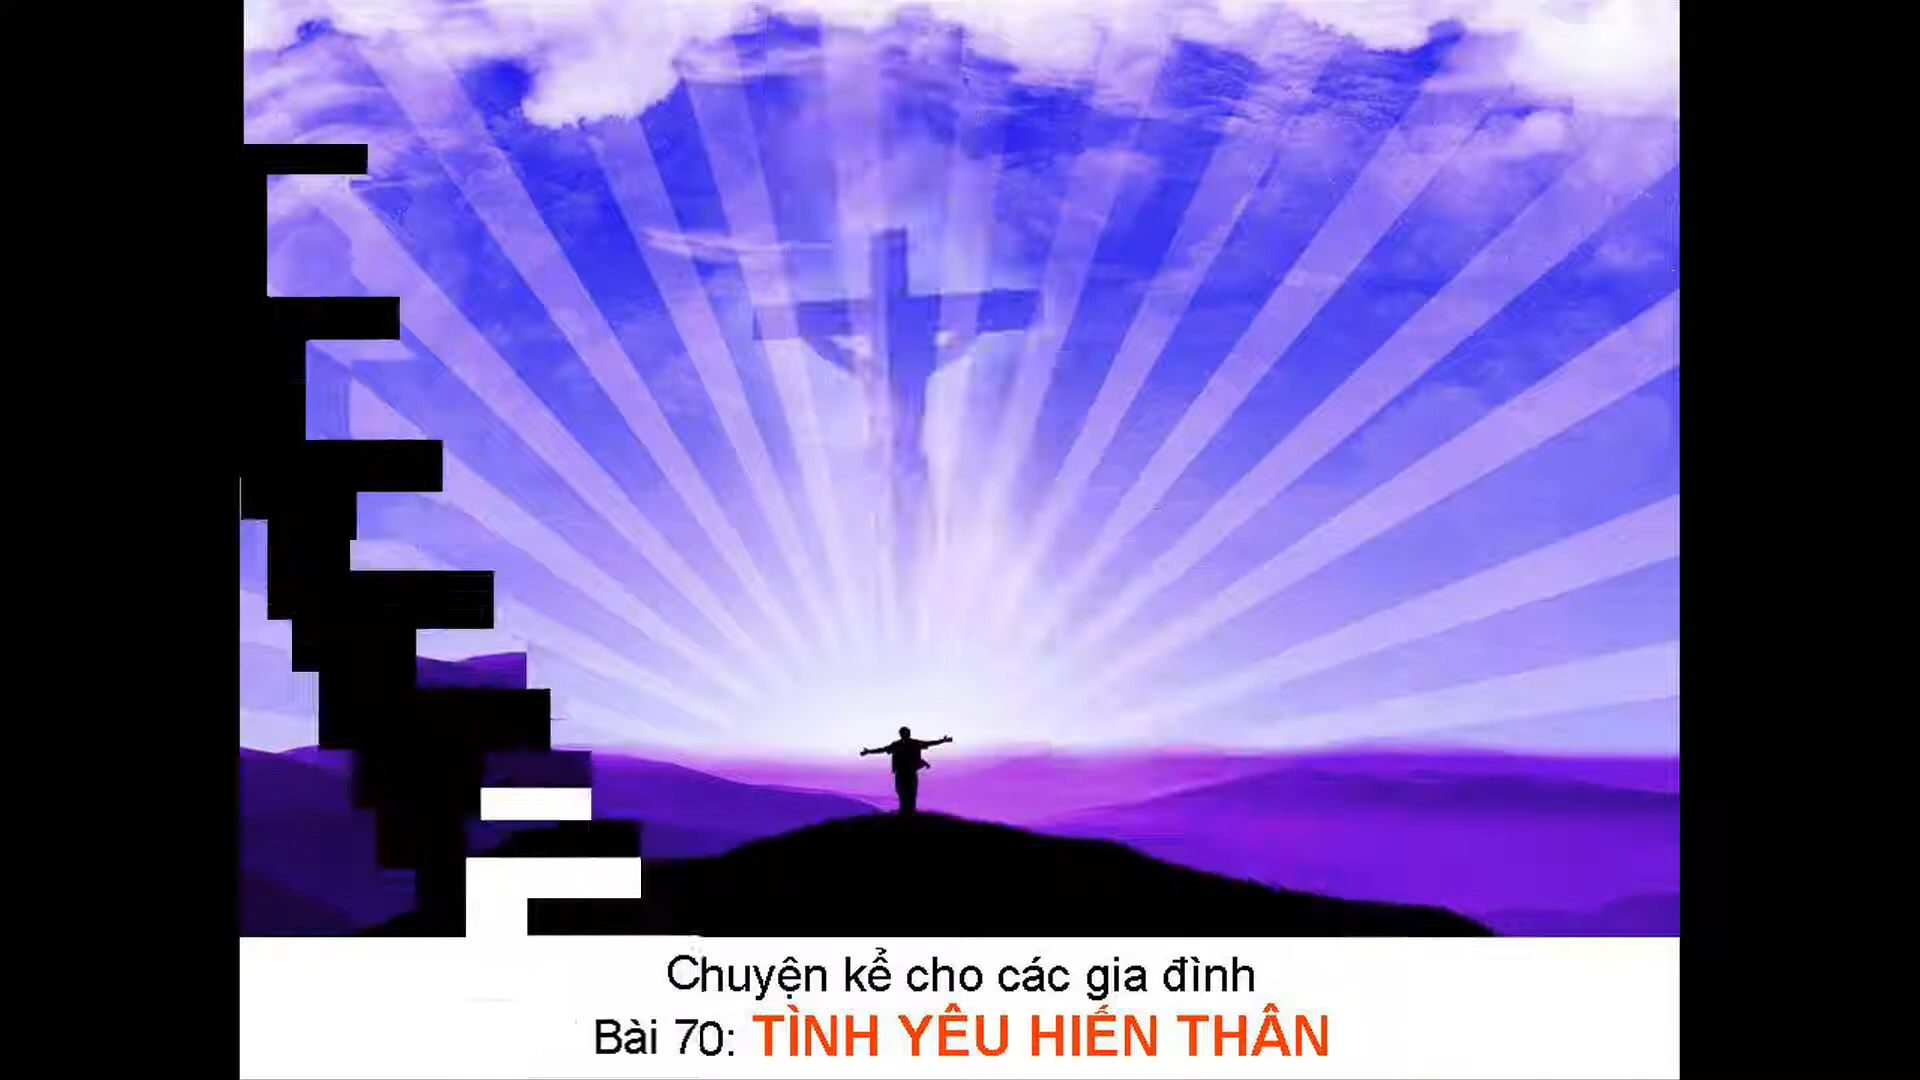 Chuyện kể cho các gia đình
Bài 70: TÌNH YÊU HIẾN THÂN